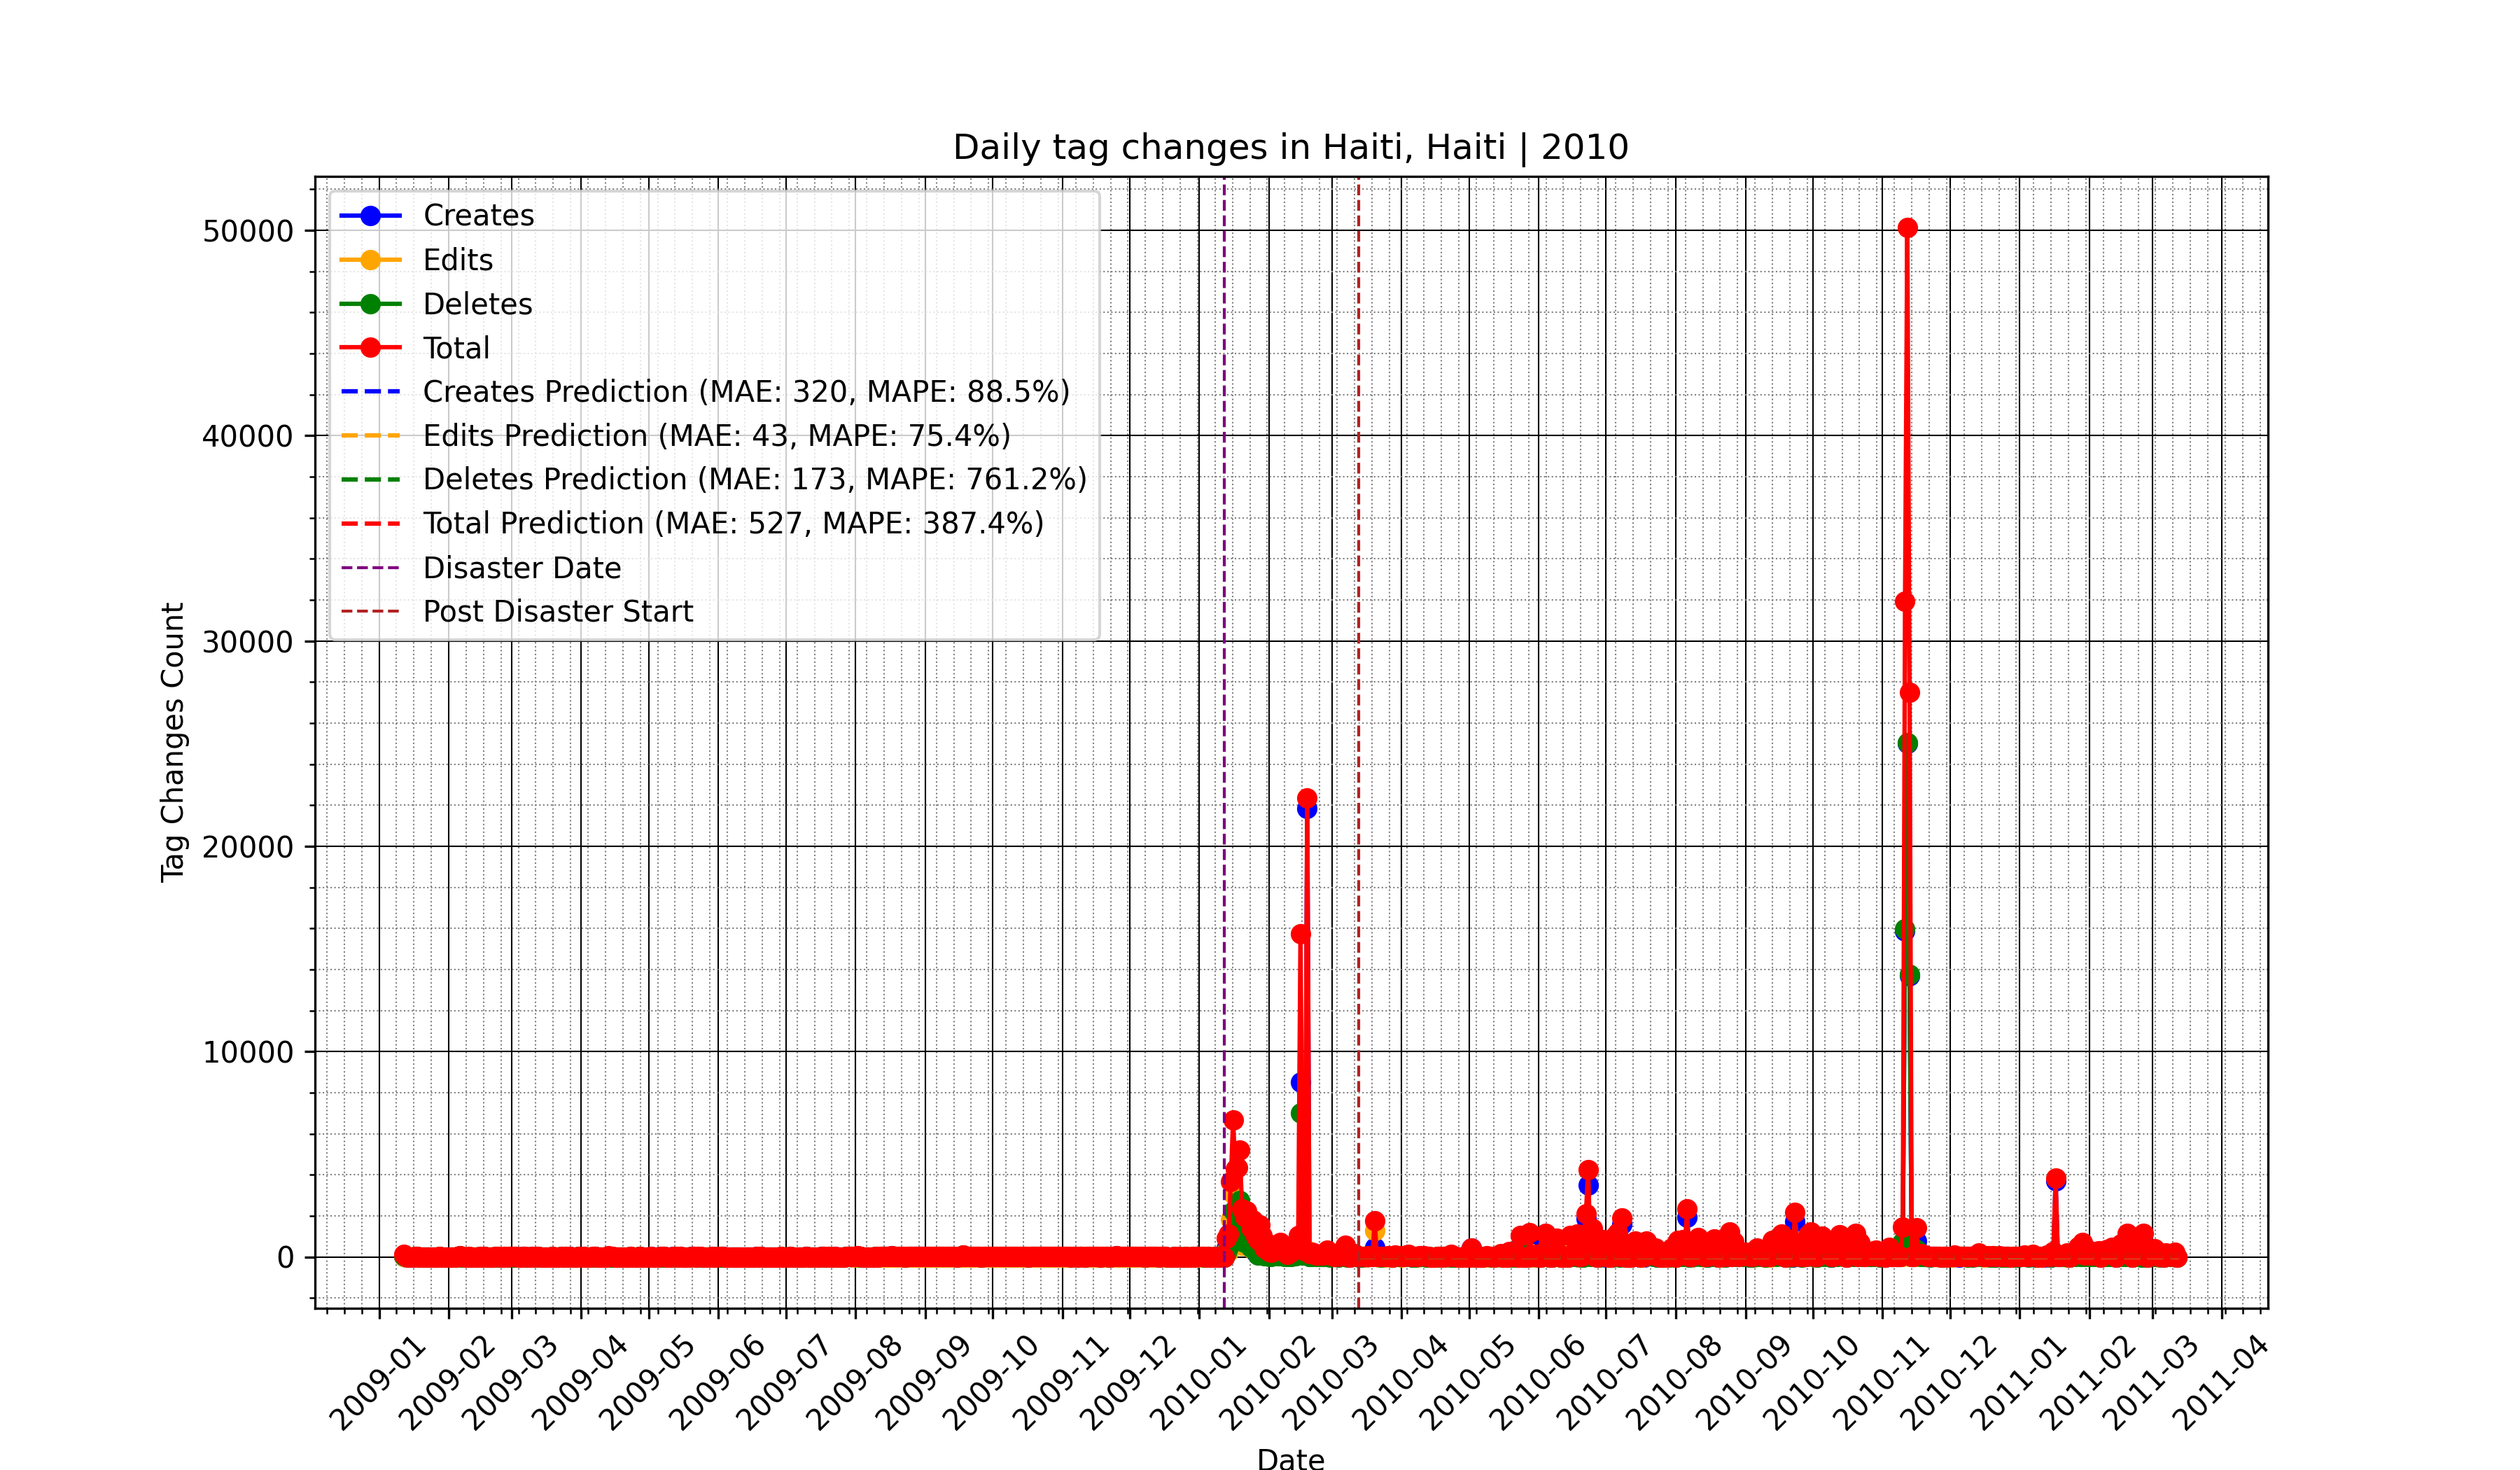 Daily tag changes in Haiti, Haiti | 2010
Creates
Edits
Deletes
Total
Creates Prediction (MAE: 320, MAPE: 88.5%)
Edits Prediction (MAE: 43, MAPE: 75.4%)
Deletes Prediction (MAE: 173, MAPE: 761.2%)
Total Prediction (MAE: 527, MAPE: 387.4%)
Disaster Date
Post Disaster Start
Tag Changes Count
50000
40000
30000
20000
10000
0
2009-01
2009-02
2009-03
2009-04
2009-05
2009-06
2009-07
2009-08
2009-09
2009-10
2009-11
2009-12
2010-01
2010-02
2010-03
2010-04
2010-05
2010-06
2010-07
2010-08
2010-09
2010-10
2010-11
2010-12
2011-01
2011-02
2011-03
2011-04
Date